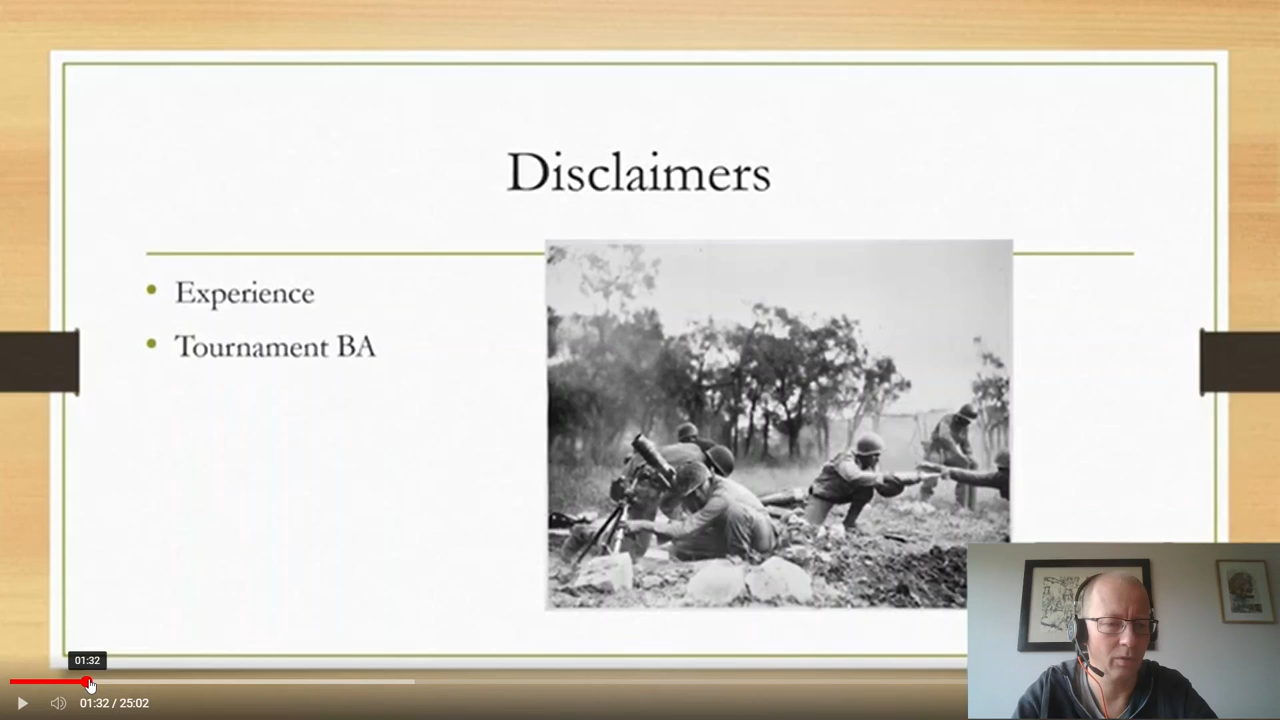 Disclaimers
Experience
Tournament BA
01:32
01:32 / 25:02